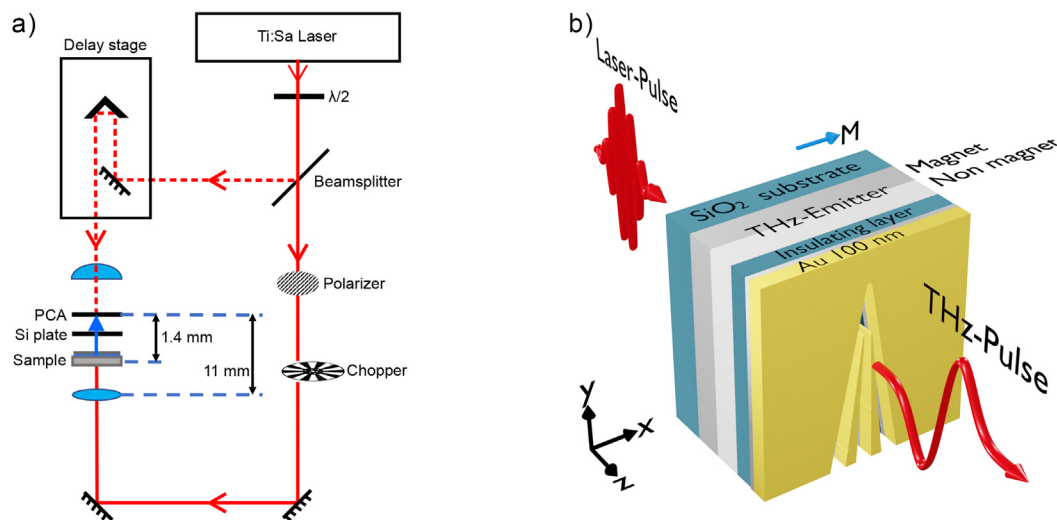 a)
Delay stage
Ti:Sa Laser
λ/2
Beamsplitter
Polarizer
PCA
Si plate
Sample
1.4 mm
11 mm
Chopper
b)
Laser-Pulse
M
SiO₂ substrate
Magnet
THz-Emitter
Non magnet
Insulating layer
Au 100 nm
THz-Pulse
y
x
z